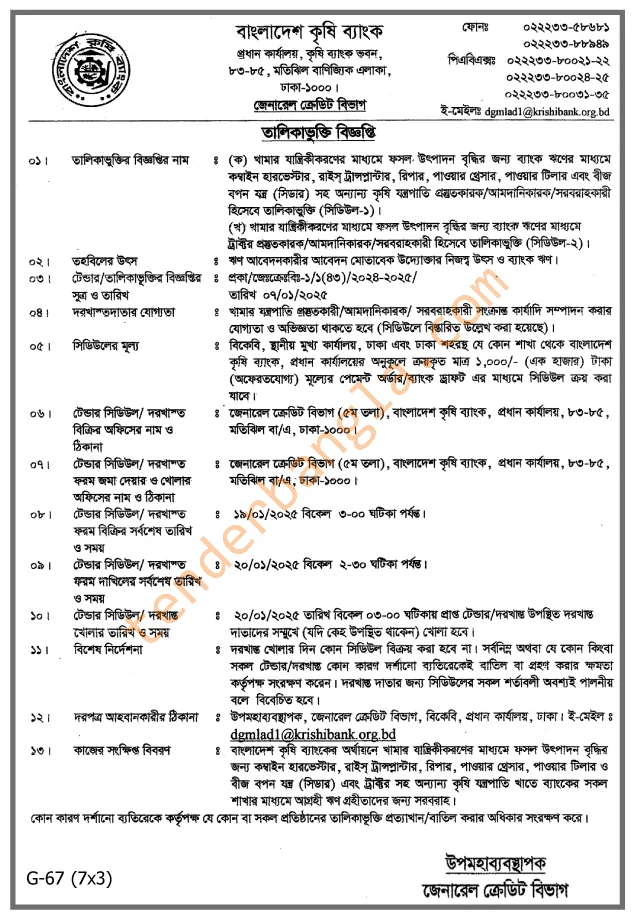 বাংলাদেশ কৃষি ব্যাংক
প্রধান কার্যালয়, কৃষি ব্যাংক ভবন,
৮৩-৮৫, মতিঝিল বাণিজ্যিক এলাকা,
ঢাকা-১০০০।
জেনারেল ক্রেডিট বিভাগ
ফোনঃ ০২২২৩৩-৫৮৬৮১
০২২২৩৩-৮৮৯৪৯
পিএবিএক্সঃ ০২২২৩৩-৮০০২১-২২
০২২২৩৩-৮০০২৪-২৫
০২২২৩৩-৮০০৩১-৩৫
ই-মেইলঃ dgmlad1@krishibank.org.bd
তালিকাভুক্তি বিজ্ঞপ্তি
০১। তালিকাভুক্তির বিজ্ঞপ্তির নাম ঃ (ক) খামার যান্ত্রিকীকরণের মাধ্যমে ফসল উৎপাদন বৃদ্ধির জন্য ব্যাংক ঋণের মাধ্যমে
কম্বাইন হারভেস্টার, রাইস্ ট্রান্সপ্লান্টার, রিপার, পাওয়ার থ্রেসার, পাওয়ার টিলার এবং বীজ
বপন যন্ত্র (সিডার) সহ অন্যান্য কৃষি যন্ত্রপাতি প্রস্তুতকারক/আমদানিকারক/সরবরাহকারী
হিসেবে তালিকাভুক্তি (সিডিউল-১)।
(খ) খামার যান্ত্রিকীকরণের মাধ্যমে ফসল উৎপাদন বৃদ্ধির জন্য ব্যাংক ঋণের মাধ্যমে
ট্রাক্টর প্রস্তুতকারক/আমদানিকারক/সরবরাহকারী হিসেবে তালিকাভুক্তি (সিডিউল-২)।
০২। তহবিলের উৎস ঃ ঋণ আবেদনকারীর আবেদন মোতাবেক উদ্যোক্তার নিজস্ব উৎস ও ব্যাংক ঋণ।
০৩। টেন্ডার/তালিকাভুক্তির বিজ্ঞপ্তির ঃ প্রকা/জেঃক্রেঃবিঃ-১/১(৪৩)/২০২৪-২০২৫/
সূত্র ও তারিখ তারিখ ০৭/০১/২০২৫
০৪। দরখাস্তদাতার যোগ্যতা ঃ খামার যন্ত্রপাতি প্রস্তুতকারী/আমদানিকারক/ সরবরাহকারী সংক্রান্ত কার্যাদি সম্পাদন করার
যোগ্যতা ও অভিজ্ঞতা থাকতে হবে (সিডিউলে বিস্তারিত উল্লেখ করা হয়েছে)।
০৫। সিডিউলের মূল্য ঃ বিকেবি, স্থানীয় মুখ্য কার্যালয়, ঢাকা এবং ঢাকা শহরস্থ যে কোন শাখা থেকে বাংলাদেশ
কৃষি ব্যাংক, প্রধান কার্যালয়ের অনুকূলে ক্রয়কৃত মাত্র ১,০০০/- (এক হাজার) টাকা
(অফেরতযোগ্য) মূল্যের পেমেন্ট অর্ডার/ব্যাংক ড্রাফট এর মাধ্যমে সিডিউল ক্রয় করা
যাবে।
০৬। টেন্ডার সিডিউল/ দরখাস্ত ঃ জেনারেল ক্রেডিট বিভাগ (৫ম তলা), বাংলাদেশ কৃষি ব্যাংক, প্রধান কার্যালয়, ৮৩-৮৫,
বিক্রির অফিসের নাম ও মতিঝিল বা/এ, ঢাকা-১০০০।
ঠিকানা
০৭। টেন্ডার সিডিউল/ দরখাস্ত ঃ জেনারেল ক্রেডিট বিভাগ (৫ম তলা), বাংলাদেশ কৃষি ব্যাংক, প্রধান কার্যালয়, ৮৩-৮৫,
ফরম জমা দেয়ার ও খোলার মতিঝিল বা/এ, ঢাকা-১০০০।
অফিসের নাম ও ঠিকানা
০৮। টেন্ডার সিডিউল/ দরখাস্ত ঃ ১৯/০১/২০২৫ বিকেল ৩-০০ ঘটিকা পর্যন্ত।
ফরম বিক্রির সর্বশেষ তারিখ
ও সময়
০৯। টেন্ডার সিডিউল/ দরখাস্ত ঃ ২০/০১/২০২৫ বিকেল ২-৩০ ঘটিকা পর্যন্ত।
ফরম দাখিলের সর্বশেষ তারিখ
ও সময়
১০। টেন্ডার সিডিউল/ দরখাস্ত ঃ ২০/০১/২০২৫ তারিখ বিকেল ০৩-০০ ঘটিকায় প্রাপ্ত টেন্ডার/দরখাস্ত উপস্থিত দরখাস্ত
খোলার তারিখ ও সময় দাতাদের সম্মুখে (যদি কেহ উপস্থিত থাকেন) খোলা হবে।
১১। বিশেষ নির্দেশনা ঃ দরখাস্ত খোলার দিন কোন সিডিউল বিক্রয় করা হবে না। সর্বনিম্ন অথবা যে কোন কিংবা
সকল টেন্ডার/দরখাস্ত কোন কারণ দর্শানো ব্যতিরেকেই বাতিল বা গ্রহণ করার ক্ষমতা
কর্তৃপক্ষ সংরক্ষণ করেন। দরখাস্ত দাতার জন্য সিডিউলের সকল শর্তাবলী অবশ্যই পালনীয়
বলে বিবেচিত হবে।
১২। দরপত্র আহবানকারীর ঠিকানা ঃ উপমহাব্যবস্থাপক, জেনারেল ক্রেডিট বিভাগ, বিকেবি, প্রধান কার্যালয়, ঢাকা। ই-মেইল ঃ
dgmlad1@krishibank.org.bd
১৩। কাজের সংক্ষিপ্ত বিবরণ ঃ বাংলাদেশ কৃষি ব্যাংকের অর্থায়নে খামার যান্ত্রিকীকরণের মাধ্যমে ফসল উৎপাদন বৃদ্ধির
জন্য কম্বাইন হারভেস্টার, রাইস্ ট্রান্সপ্লান্টার, রিপার, পাওয়ার থ্রেসার, পাওয়ার টিলার ও
বীজ বপন যন্ত্র (সিডার) এবং ট্রাক্টর সহ অন্যান্য কৃষি যন্ত্রপাতি খাতে ব্যাংকের সকল
শাখার মাধ্যমে আগ্রহী ঋণ গ্রহীতাদের জন্য সরবরাহ।
কোন কারণ দর্শানো ব্যতিরেকে কর্তৃপক্ষ যে কোন বা সকল প্রতিষ্ঠানের তালিকাভুক্তি প্রত্যাখান/বাতিল করার অধিকার সংরক্ষণ করে।
উপমহাব্যবস্থাপক
জেনারেল ক্রেডিট বিভাগ
G-67 (7x3)
tenderbangla.com
বাংলাদেশ কৃষি ব্যাংক